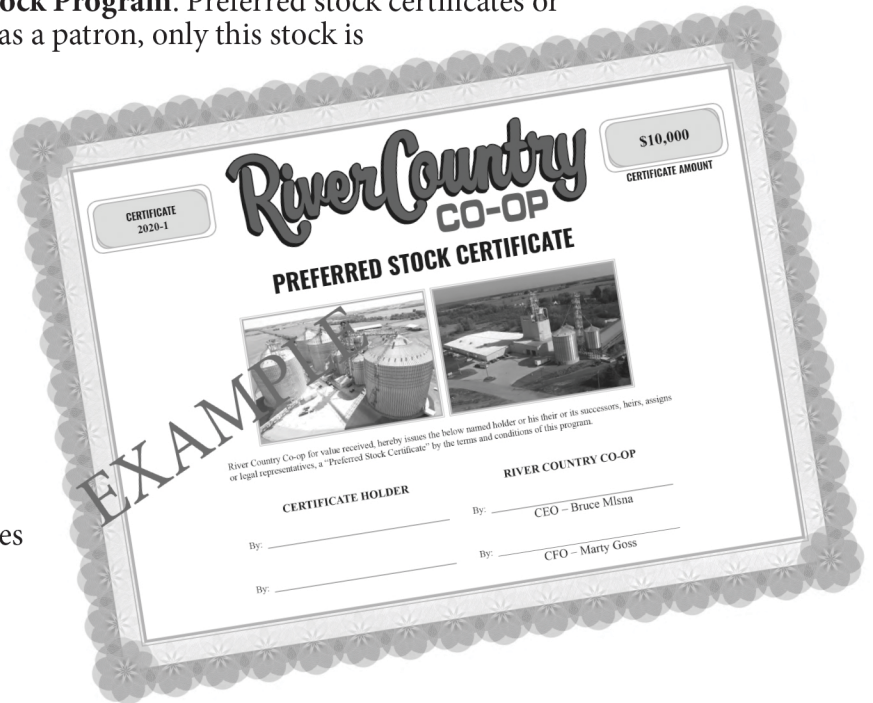 ock Program. Preferred stock certificates or
as a patron, only this stock is
$10,000
CERTIFICATE AMOUNT
CERTIFICATE
2020-1
RiverCountry
CO-OP
PREFERRED STOCK CERTIFICATE
EXAMPLE
River Country Co-op for value received, hereby issues the below named holder or his their or its successors, heirs, assigns
or legal representatives, a “Preferred Stock Certificate” by the terms and conditions of this program.
CERTIFICATE HOLDER
By:
By:
RIVER COUNTRY CO-OP
By:
CEO – Bruce Mlsna
By:
CFO – Marty Goss
es